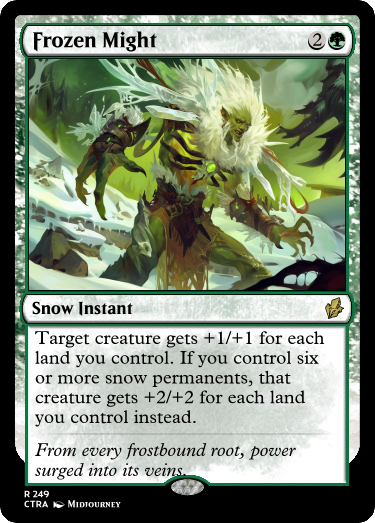 Frozen Might 2
Snow Instant
Target creature gets +1/+1 for each
land you control. If you control six
or more snow permanents, that
creature gets +2/+2 for each land
you control instead.
From every frostbound root, power
surged into its veins.
R 249
CTRA Midjourney